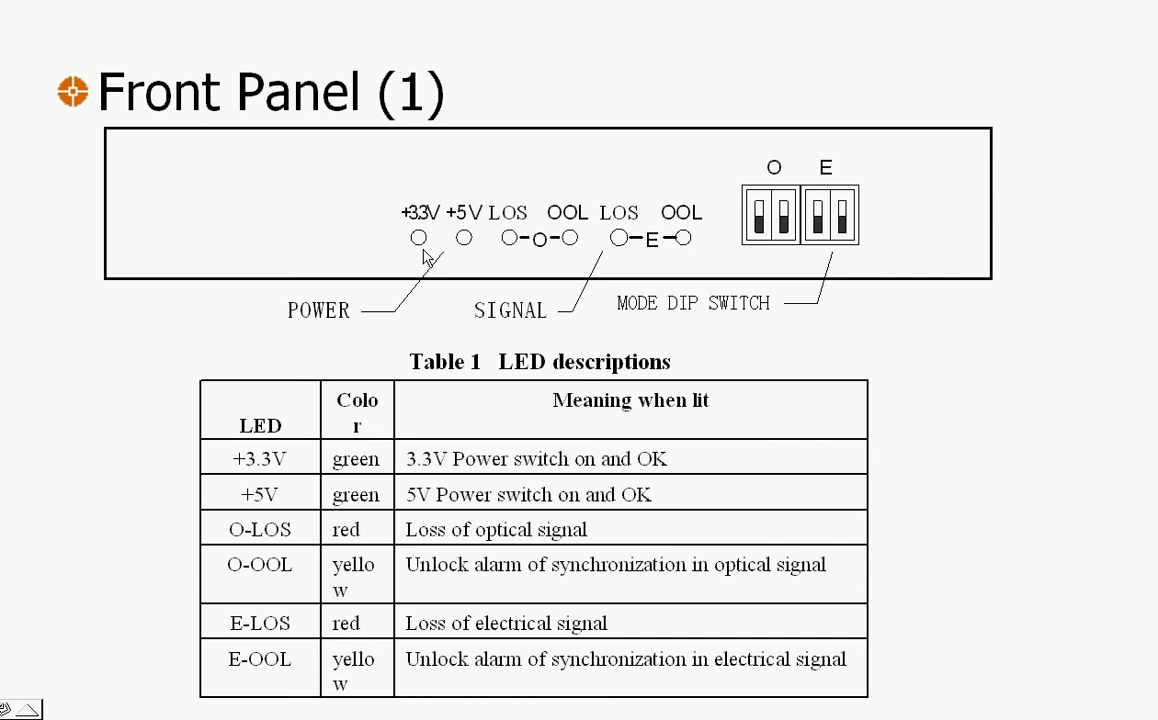 Front Panel (1)
O E
+3.3V +5V LOS OOL LOS OOL
O E
POWER SIGNAL MODE DIP SWITCH
Table 1 LED descriptions
LED Colo
r Meaning when lit
+3.3V green 3.3V Power switch on and OK
+5V green 5V Power switch on and OK
O-LOS red Loss of optical signal
O-OOL yello
w Unlock alarm of synchronization in optical signal
E-LOS red Loss of electrical signal
E-OOL yello
w Unlock alarm of synchronization in electrical signal